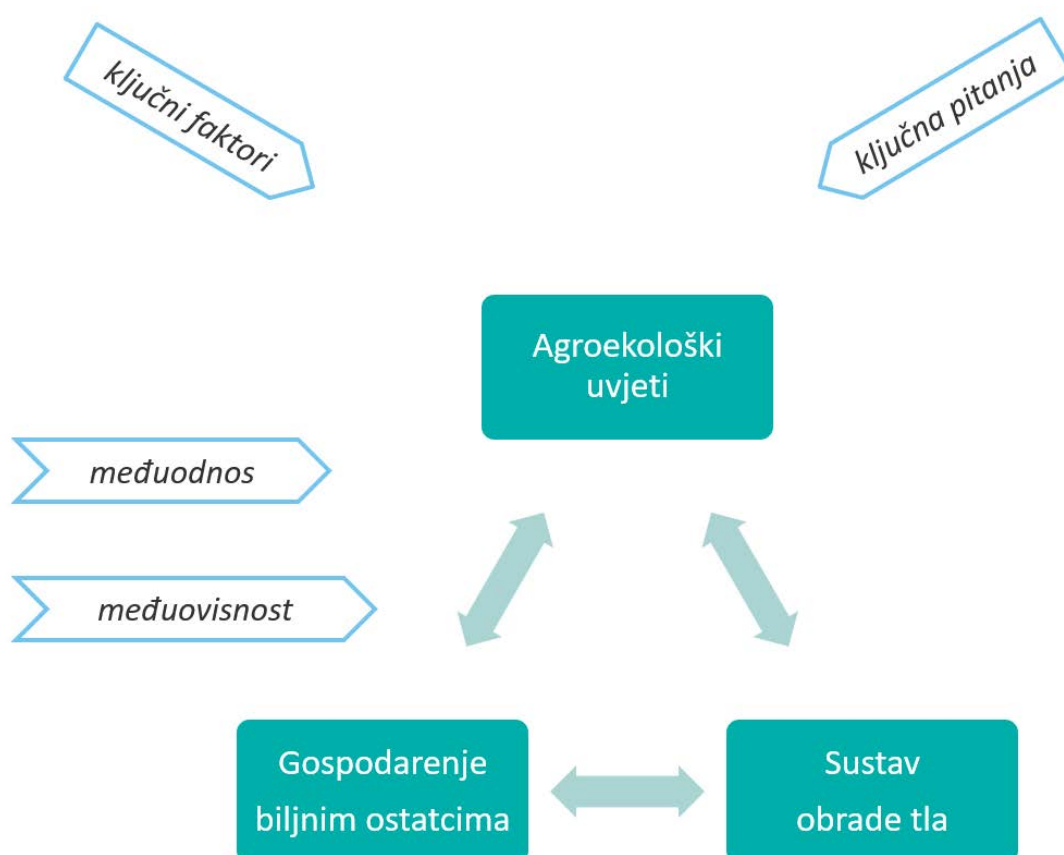 ključni faktori
ključna pitanja
Agroekološki
uvjeti
međuodnos
međuovisnost
Gospodarenje
biljnim ostatcima
Sustav
obrade tla